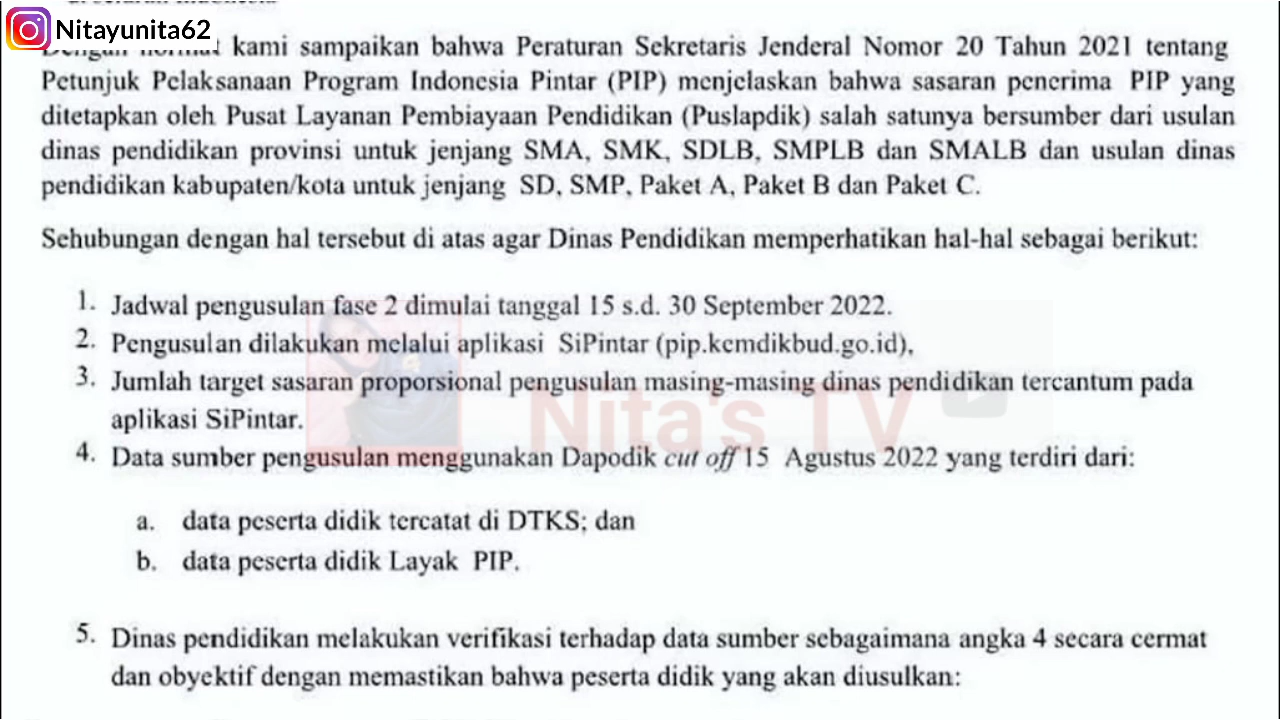 Nitayunita62
kami sampaikan bahwa Peraturan Sekretaris Jenderal Nomor 20 Tahun 2021 tentang
Petunjuk Pelaksanaan Program Indonesia Pintar (PIP) menjelaskan bahwa sasaran penerima PIP yang
ditetapkan oleh Pusat Layanan Pembiayaan Pendidikan (Puslapdik) salah satunya bersumber dari usulan
dinas pendidikan provinsi untuk jenjang SMA, SMK, SDLB, SMPLB dan SMALB dan usulan dinas
pendidikan kabupaten/kota untuk jenjang SD, SMP, Paket A, Paket B dan Paket C.
Sehubungan dengan hal tersebut di atas agar Dinas Pendidikan memperhatikan hal-hal sebagai berikut:
1. Jadwal pengusulan fase 2 dimulai tanggal 15 s.d. 30 September 2022.
2. Pengusulan dilakukan melalui aplikasi SiPintar (pip.kemdikbud.go.id),
3. Jumlah target sasaran proporsional pengusulan masing-masing dinas pendidikan tercantum pada
aplikasi SiPintar.
Nita's TV
4. Data sumber pengusulan menggunakan Dapodik cut off 15 Agustus 2022 yang terdiri dari:
a. data peserta didik tercatat di DTKS; dan
b. data peserta didik Layak PIP.
5. Dinas pendidikan melakukan verifikasi terhadap data sumber sebagaimana angka 4 secara cermat
dan obyektif dengan memastikan bahwa peserta didik yang akan diusulkan: